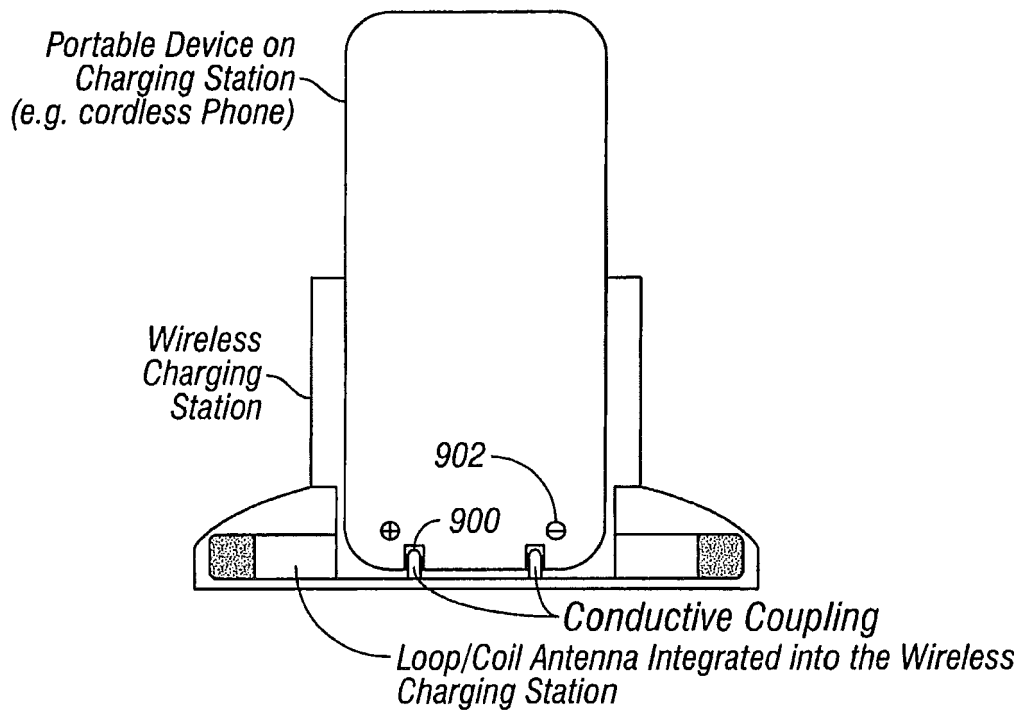 Portable Device on
Charging Station
(e.g. cordless Phone)
Wireless
Charging
Station
902
900
⊕
⊖
Conductive Coupling
Loop/Coil Antenna Integrated into the Wireless
Charging Station